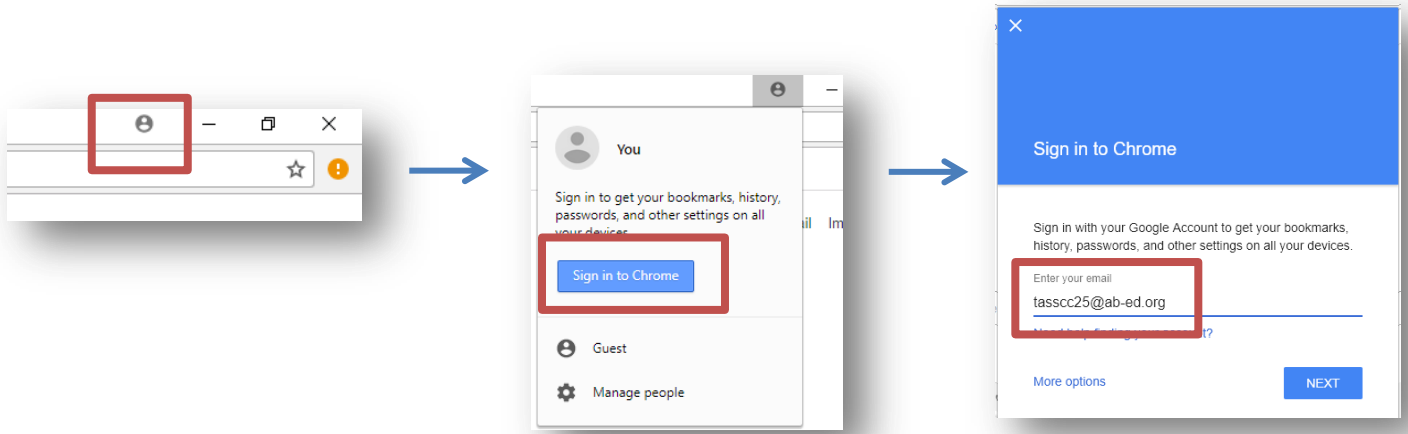 You
Sign in to get your bookmarks, history,
passwords, and other settings on all
your devices
Sign in to Chrome
Guest
Manage people
Sign in to Chrome
Sign in with your Google Account to get your bookmarks,
history, passwords, and other settings on all your devices.
Enter your email
tasscc25@ab-ed.org
Need help finding your account?
More options
NEXT